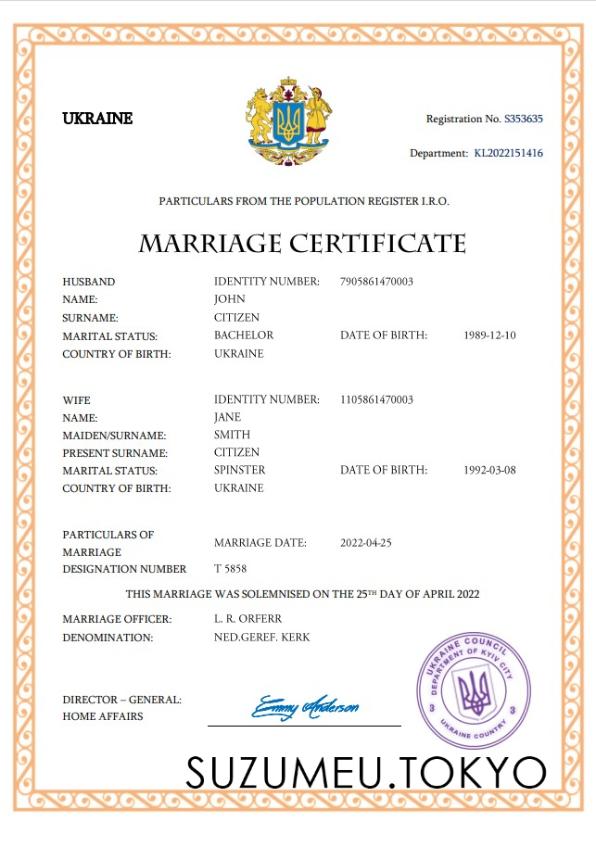 UKRAINE
Registration No. S353635
Department: KL2022151416
PARTICULARS FROM THE POPULATION REGISTER I.R.O.
MARRIAGE CERTIFICATE
HUSBAND IDENTITY NUMBER: 7905861470003
NAME: JOHN
SURNAME: CITIZEN
MARITAL STATUS: BACHELOR DATE OF BIRTH: 1989-12-10
COUNTRY OF BIRTH: UKRAINE
WIFE IDENTITY NUMBER: 1105861470003
NAME: JANE
MAIDEN/SURNAME: SMITH
PRESENT SURNAME: CITIZEN
MARITAL STATUS: SPINSTER DATE OF BIRTH: 1992-03-08
COUNTRY OF BIRTH: UKRAINE
PARTICULARS OF
MARRIAGE MARRIAGE DATE: 2022-04-25
DESIGNATION NUMBER T 5858
THIS MARRIAGE WAS SOLEMNISED ON THE 25TH DAY OF APRIL 2022
MARRIAGE OFFICER: L. R. ORFERR
DENOMINATION: NED.GEREF. KERK
DIRECTOR – GENERAL:
HOME AFFAIRS
Emmy Anderson
UKRAINE COUNCIL
DEPARTMENT OF KYIV CITY
3 3
UKRAINE COUNTRY
SUZUMEU.TOKYO